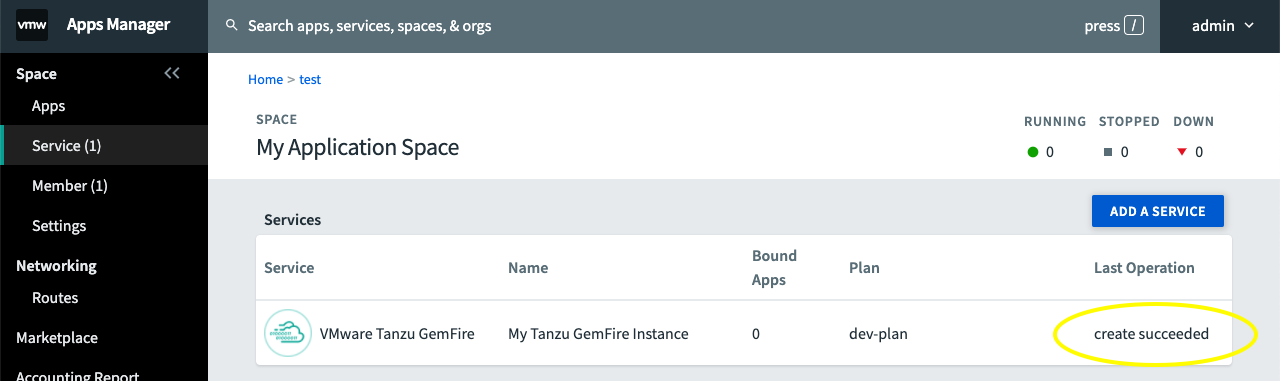 vmw Apps Manager
Search apps, services, spaces, & orgs
press /
admin
Space
Apps
Service (1)
Member (1)
Settings
Networking
Routes
Marketplace
Accounting Report
Home > test
SPACE
My Application Space
RUNNING STOPPED DOWN
0 0 0
Services
ADD A SERVICE
Service Name Bound Apps Plan Last Operation
VMware Tanzu GemFire My Tanzu GemFire Instance 0 dev-plan create succeeded